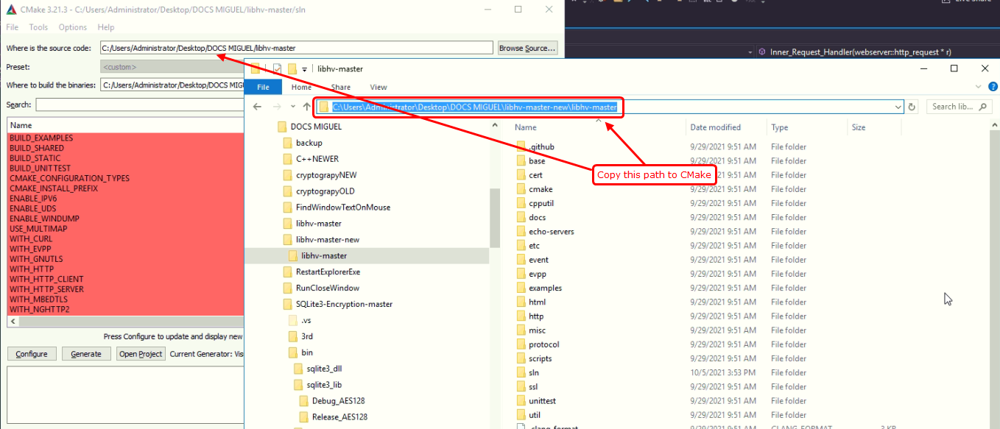 CMake 3.21.3 - C:/Users/Administrator/Desktop/DOCS MIGUEL/libhv-master/sln
File Tools Options Help
Where is the source code: C:/Users/Administrator/Desktop/DOCS MIGUEL/libhv-master Browse Source...
Preset: <custom>
Where to build the binaries: C:/Users/Administrator/Desktop/DOCS MIGU
Search:
Name
BUILD_EXAMPLES
BUILD_SHARED
BUILD_STATIC
BUILD_UNITTEST
CMAKE_CONFIGURATION_TYPES
CMAKE_INSTALL_PREFIX
ENABLE_IPV6
ENABLE_UDS
ENABLE_WINDUMP
USE_MULTIMAP
WITH_CURL
WITH_EVPP
WITH_GNUTLS
WITH_HTTP
WITH_HTTP_CLIENT
WITH_HTTP_SERVER
WITH_MBEDTLS
WITH_NGHTTP2
Press Configure to update and display new
Configure Generate Open Project Current Generator: Vis
Live Share
Inner_Request_Handler(webserver::http_request * r)
libhv-master
File Home Share View
C:\Users\Administrator\Desktop\DOCS MIGUEL\libhv-master-new\libhv-master
Search lib...
DOCS MIGUEL
backup
C++NEWER
cryptograpyNEW
cryptograpyOLD
FindWindowTextOnMouse
libhv-master
libhv-master-new
libhv-master
RestartExplorerExe
RunCloseWindow
SQLite3-Encryption-master
.vs
3rd
bin
sqlite3_dll
sqlite3_lib
Debug_AES128
Release_AES128
Name Date modified Type Size
.github 9/29/2021 9:51 AM File folder
base 9/29/2021 9:51 AM File folder
cert 9/29/2021 9:51 AM File folder
cmake 9/29/2021 9:51 AM File folder
cpputil 9/29/2021 9:51 AM File folder
docs 9/29/2021 9:51 AM File folder
echo-servers 9/29/2021 9:51 AM File folder
etc 9/29/2021 9:51 AM File folder
event 9/29/2021 9:51 AM File folder
evpp 9/29/2021 9:51 AM File folder
examples 9/29/2021 9:51 AM File folder
html 9/29/2021 9:51 AM File folder
http 9/29/2021 9:51 AM File folder
misc 9/29/2021 9:51 AM File folder
protocol 9/29/2021 9:51 AM File folder
scripts 9/29/2021 9:51 AM File folder
sln 10/5/2021 3:53 PM File folder
ssl 9/29/2021 9:51 AM File folder
unittest 9/29/2021 9:51 AM File folder
util 9/29/2021 9:51 AM File folder
.clang-format 9/29/2021 9:51 AM CLANG_FORMAT 3 KB
Copy this path to CMake